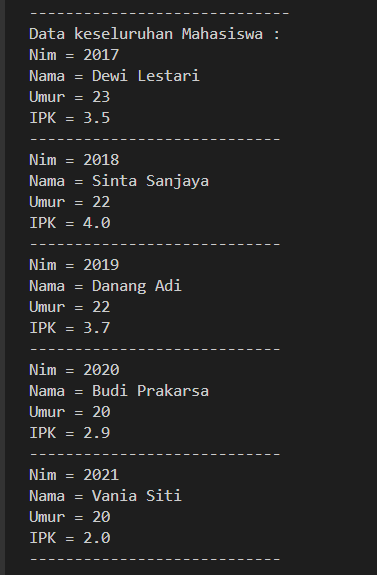 -----------------------------
Data keseluruhan Mahasiswa :
Nim = 2017
Nama = Dewi Lestari
Umur = 23
IPK = 3.5
----------------------------
Nim = 2018
Nama = Sinta Sanjaya
Umur = 22
IPK = 4.0
----------------------------
Nim = 2019
Nama = Danang Adi
Umur = 22
IPK = 3.7
----------------------------
Nim = 2020
Nama = Budi Prakarsa
Umur = 20
IPK = 2.9
----------------------------
Nim = 2021
Nama = Vania Siti
Umur = 20
IPK = 2.0
----------------------------